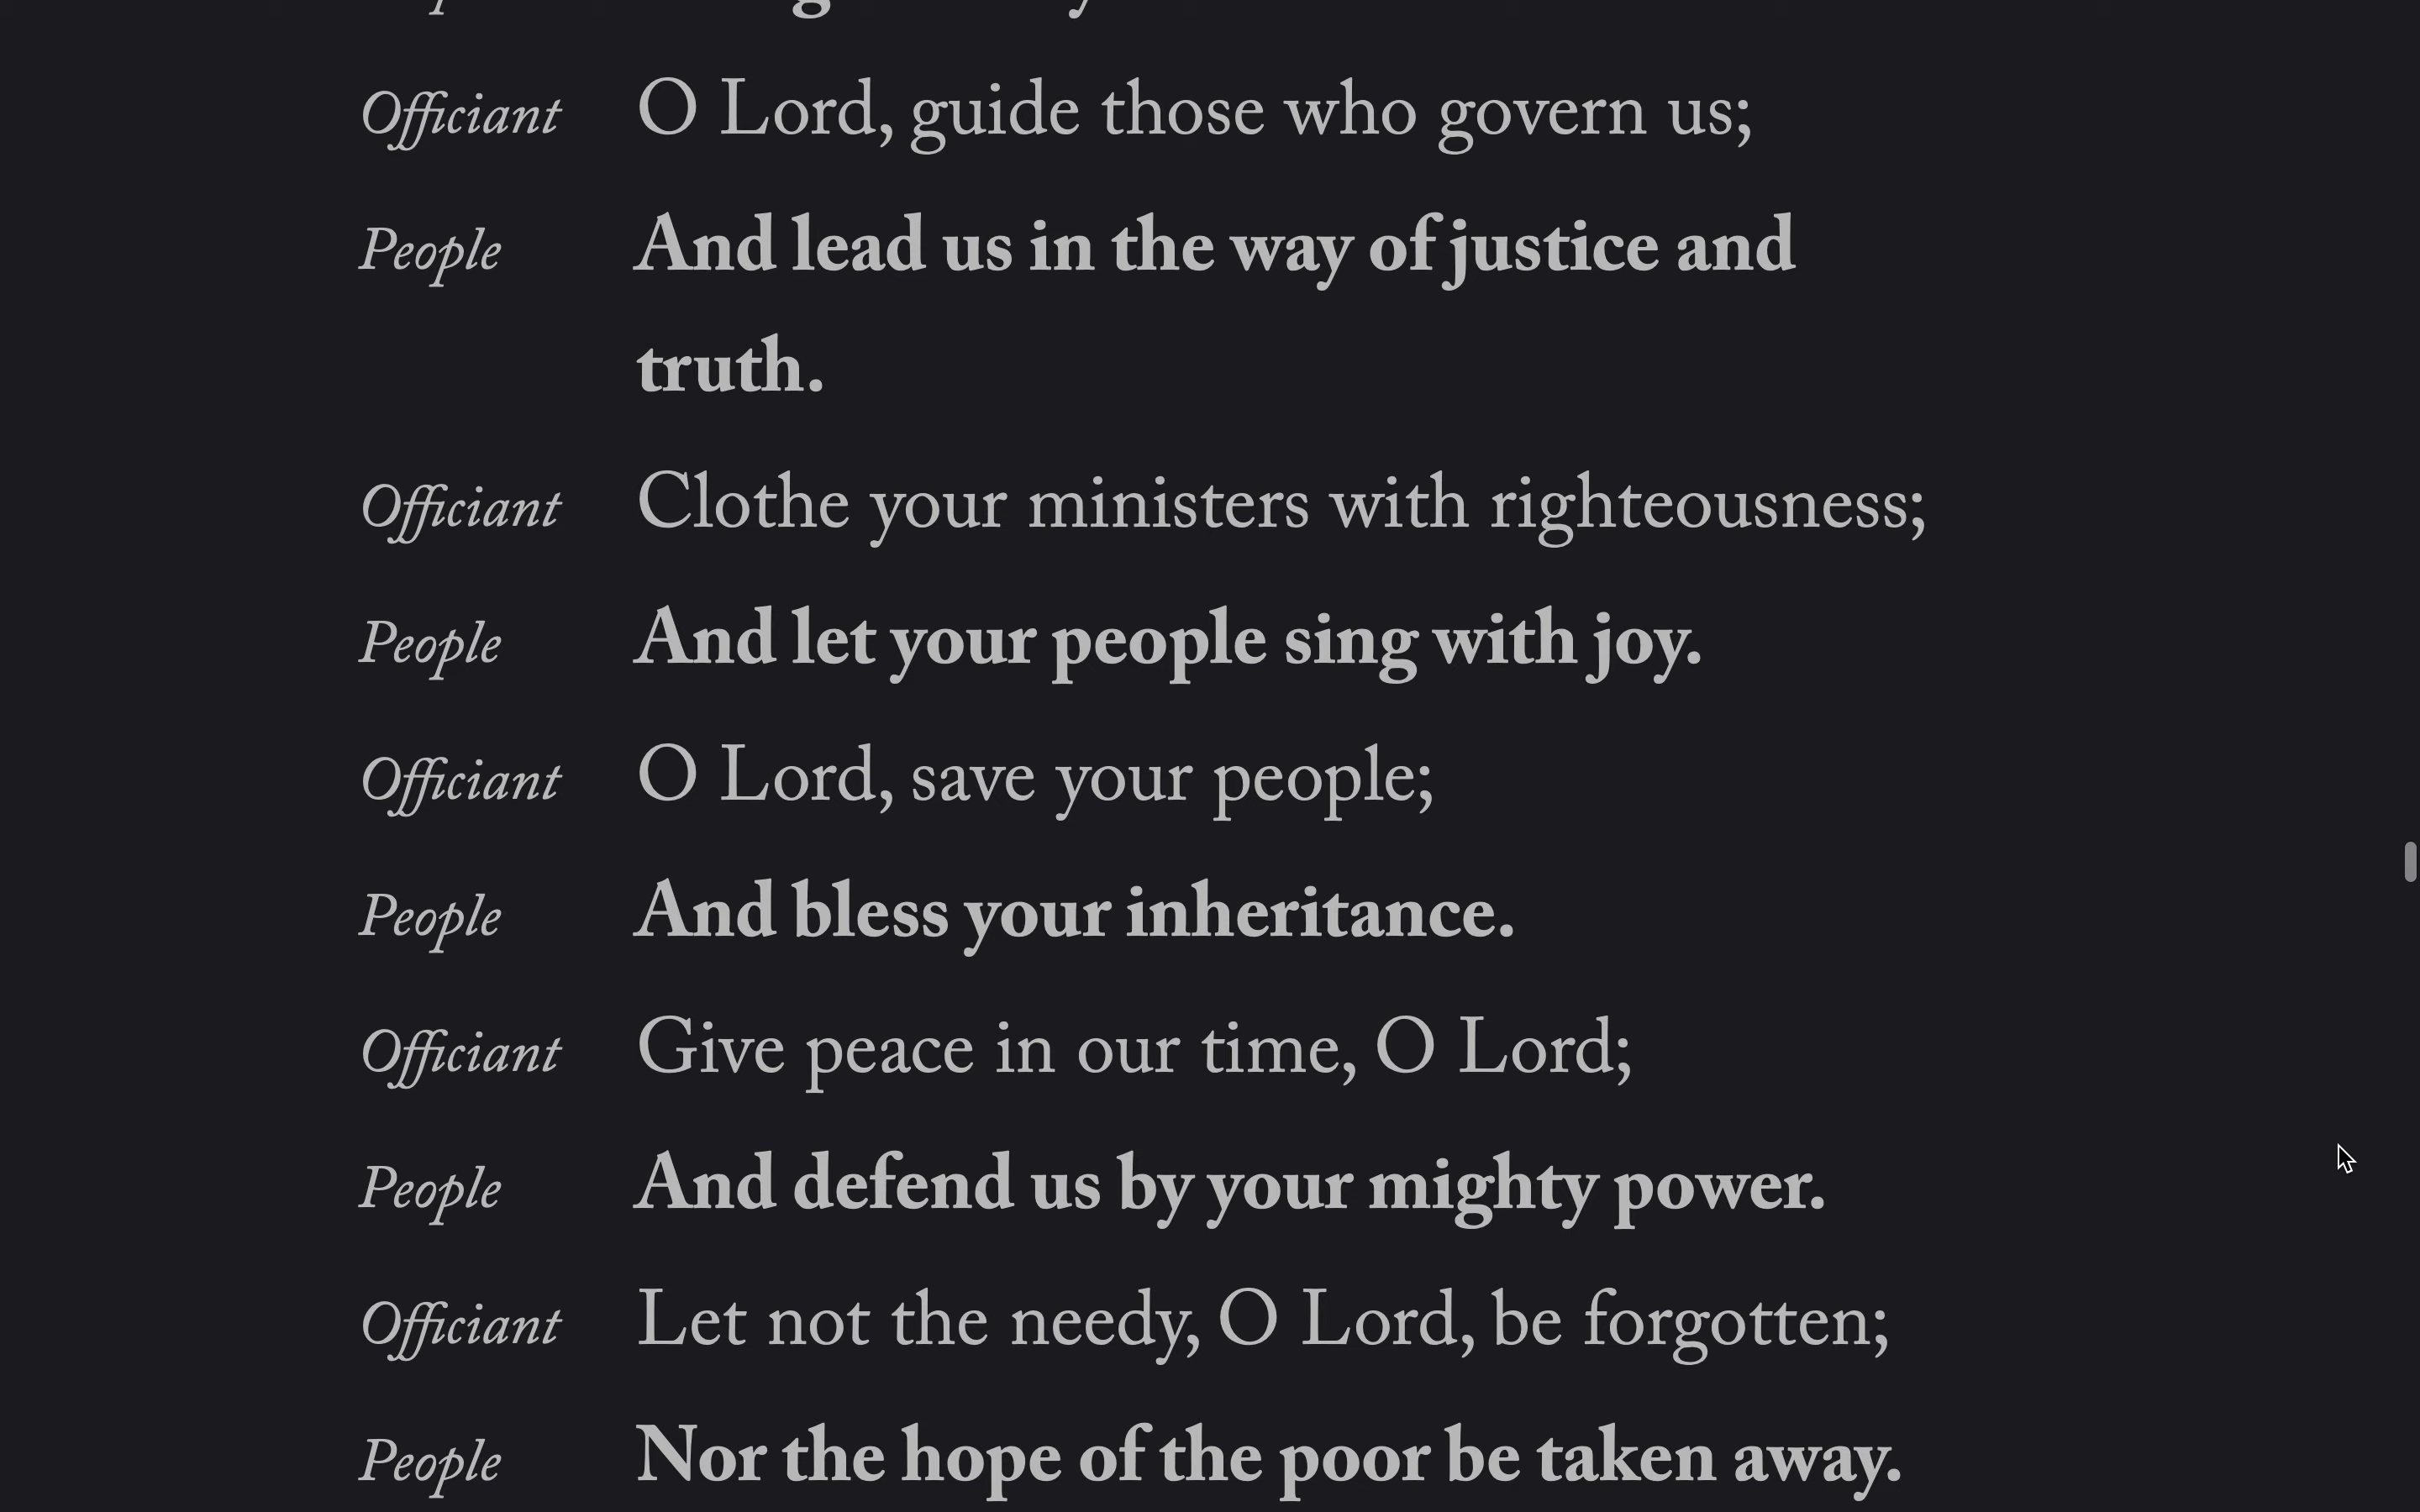 Officiant O Lord, guide those who govern us;
People And lead us in the way of justice and
truth.
Officiant Clothe your ministers with righteousness;
People And let your people sing with joy.
Officiant O Lord, save your people;
People And bless your inheritance.
Officiant Give peace in our time, O Lord;
People And defend us by your mighty power.
Officiant Let not the needy, O Lord, be forgotten;
People Nor the hope of the poor be taken away.